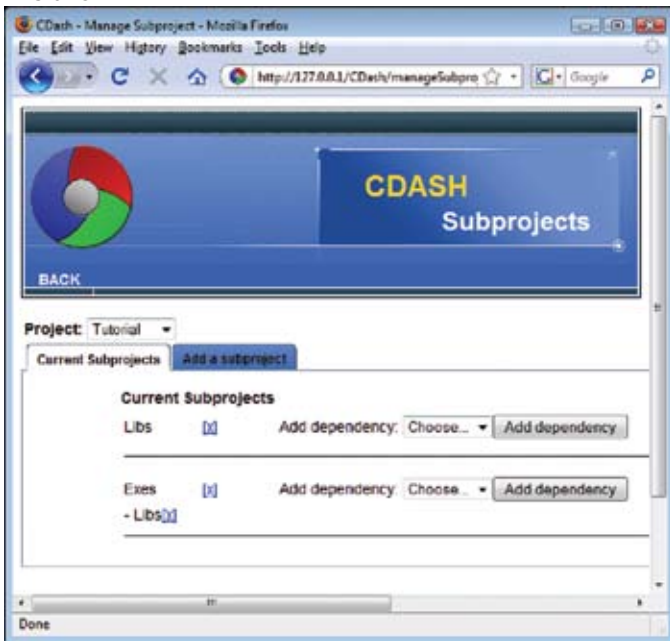 CDash - Manage Subproject - Mozilla Firefox
File Edit View History Bookmarks Tools Help
http://127.0.0.1/CDash/manageSubpro
Google
CDASH
Subprojects
BACK
Project: Tutorial
Current Subprojects Add a subproject
Current Subprojects
Libs [x] Add dependency: Choose... Add dependency
Exes [x] Add dependency: Choose... Add dependency
- Libs[x]
Done